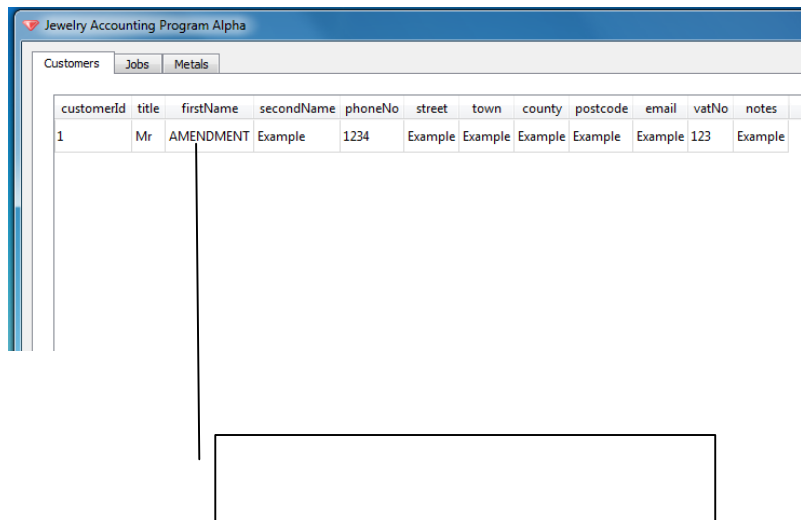 Jewelry Accounting Program Alpha
Customers Jobs Metals
customerId title firstName secondName phoneNo street town county postcode email vatNo notes
1 Mr AMENDMENT Example 1234 Example Example Example Example Example 123 Example